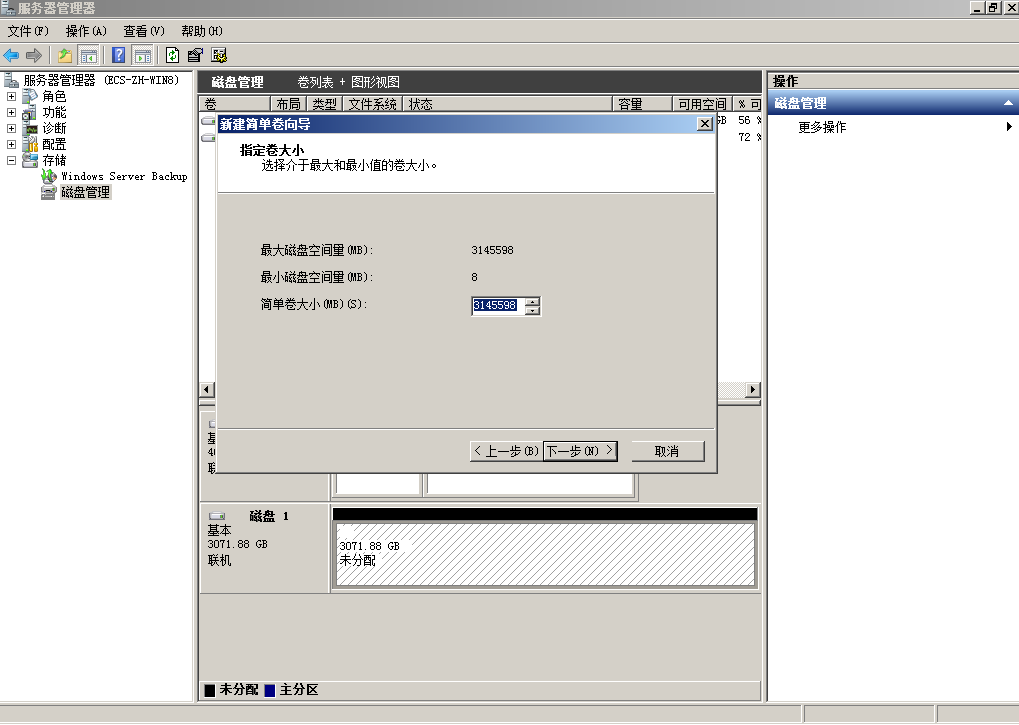 服务器管理器
文件(F) 操作(A) 查看(V) 帮助(H)
服务器管理器 (ECS-ZH-WIN8)
角色
功能
诊断
配置
存储
Windows Server Backup
磁盘管理
磁盘管理 卷列表 + 图形视图
卷 布局 类型 文件系统 状态 容量 可用空间 % 可
GB 56 %
72 %
新建简单卷向导
指定卷大小
选择介于最大和最小值的卷大小。
最大磁盘空间量(MB): 3145598
最小磁盘空间量(MB): 8
简单卷大小(MB)(S): 3145598
< 上一步(B) 下一步(N) > 取消
磁盘 1
基本
3071.88 GB
联机
3071.88 GB
未分配
未分配 主分区
操作
磁盘管理
更多操作